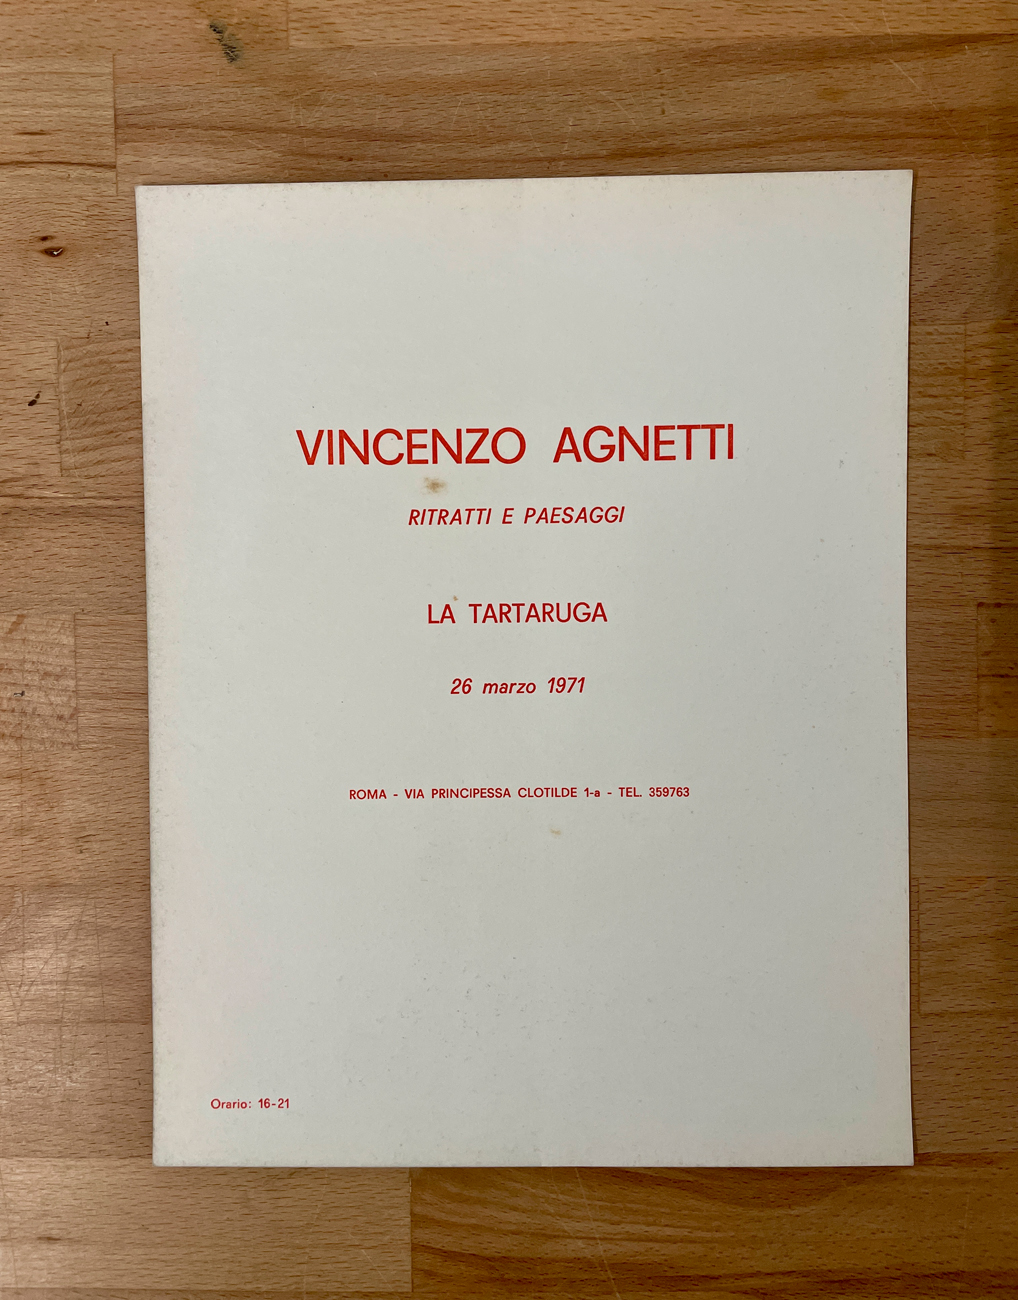 VINCENZO AGNETTI
RITRATTI E PAESAGGI
LA TARTARUGA
26 marzo 1971
ROMA - VIA PRINCIPESSA CLOTILDE 1-a - TEL. 359763
Orario: 16-21